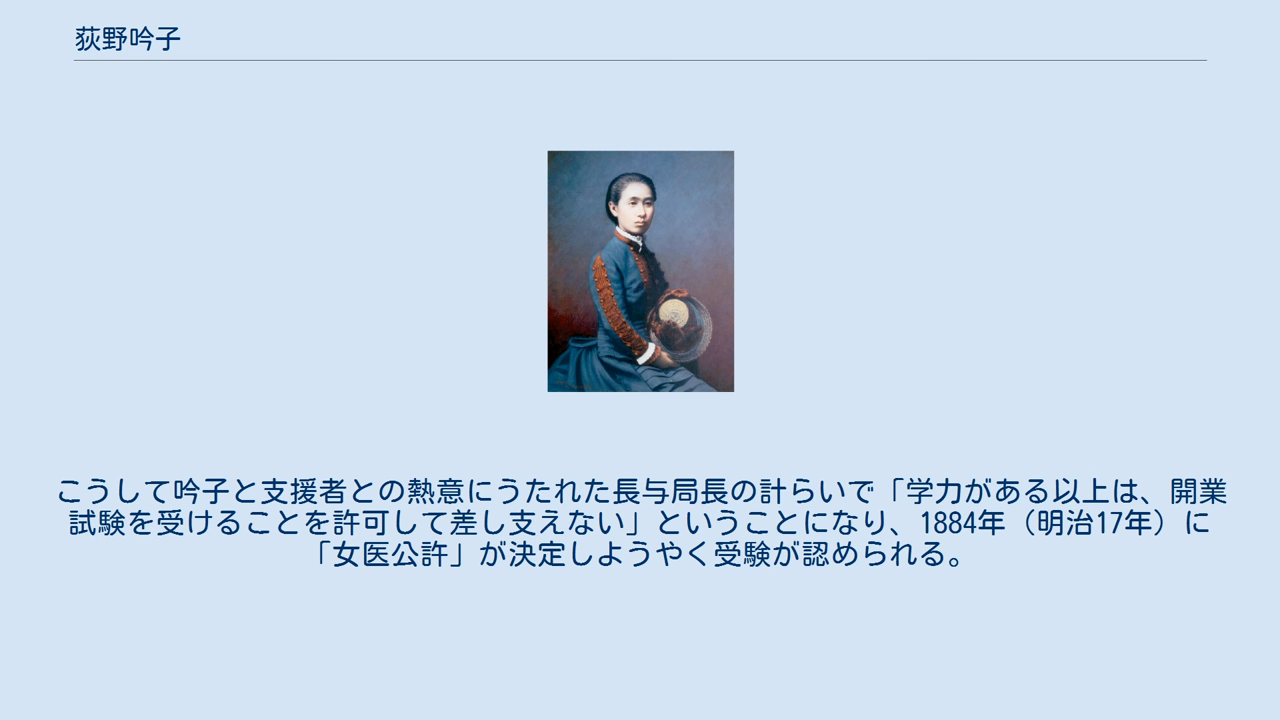 荻野吟子
こうして吟子と支援者との熱意にうたれた長与局長の計らいで「学力がある以上は、開業
試験を受けることを許可して差し支えない」ということになり、1884年（明治17年）に
「女医公許」が決定しようやく受験が認められる。